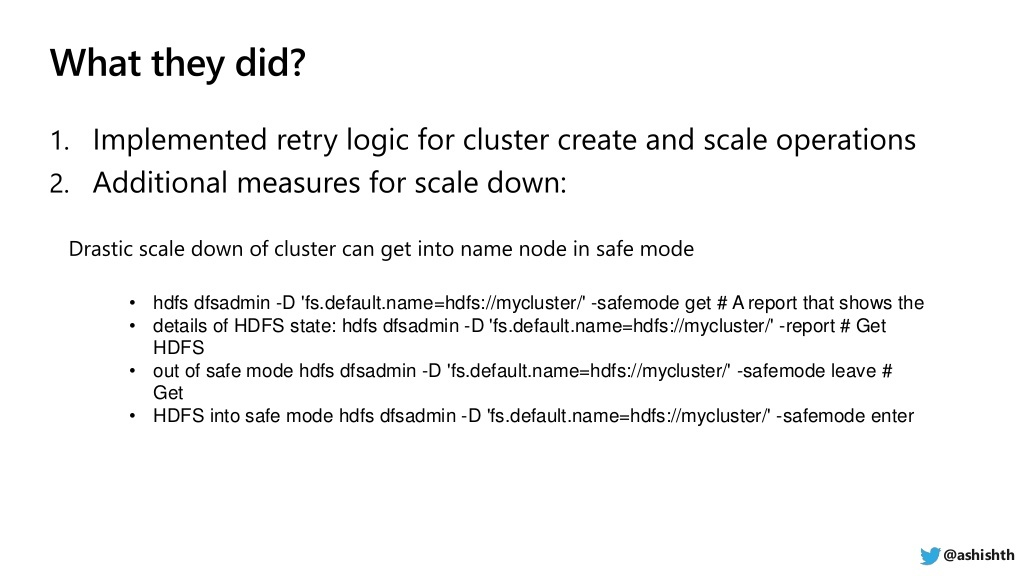 What they did?
1. Implemented retry logic for cluster create and scale operations
2. Additional measures for scale down:
Drastic scale down of cluster can get into name node in safe mode
• hdfs dfsadmin -D 'fs.default.name=hdfs://mycluster/' -safemode get # A report that shows the
• details of HDFS state: hdfs dfsadmin -D 'fs.default.name=hdfs://mycluster/' -report # Get
HDFS
• out of safe mode hdfs dfsadmin -D 'fs.default.name=hdfs://mycluster/' -safemode leave #
Get
• HDFS into safe mode hdfs dfsadmin -D 'fs.default.name=hdfs://mycluster/' -safemode enter
@ashishth